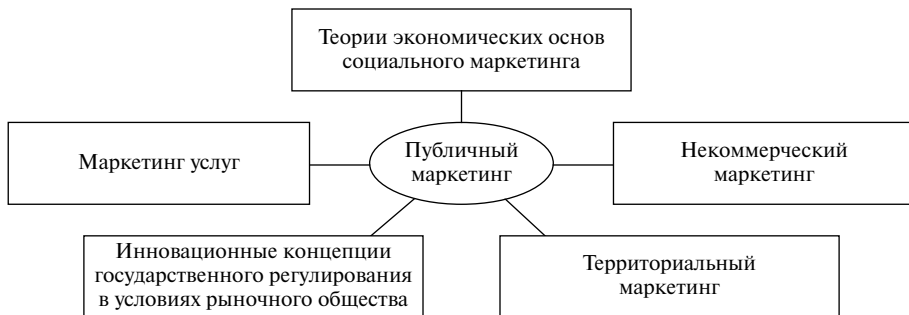 Теории экономических основ
социального маркетинга
Маркетинг услуг
Публичный
маркетинг
Некоммерческий
маркетинг
Инновационные концепции
государственного регулирования
в условиях рыночного общества
Территориальный
маркетинг